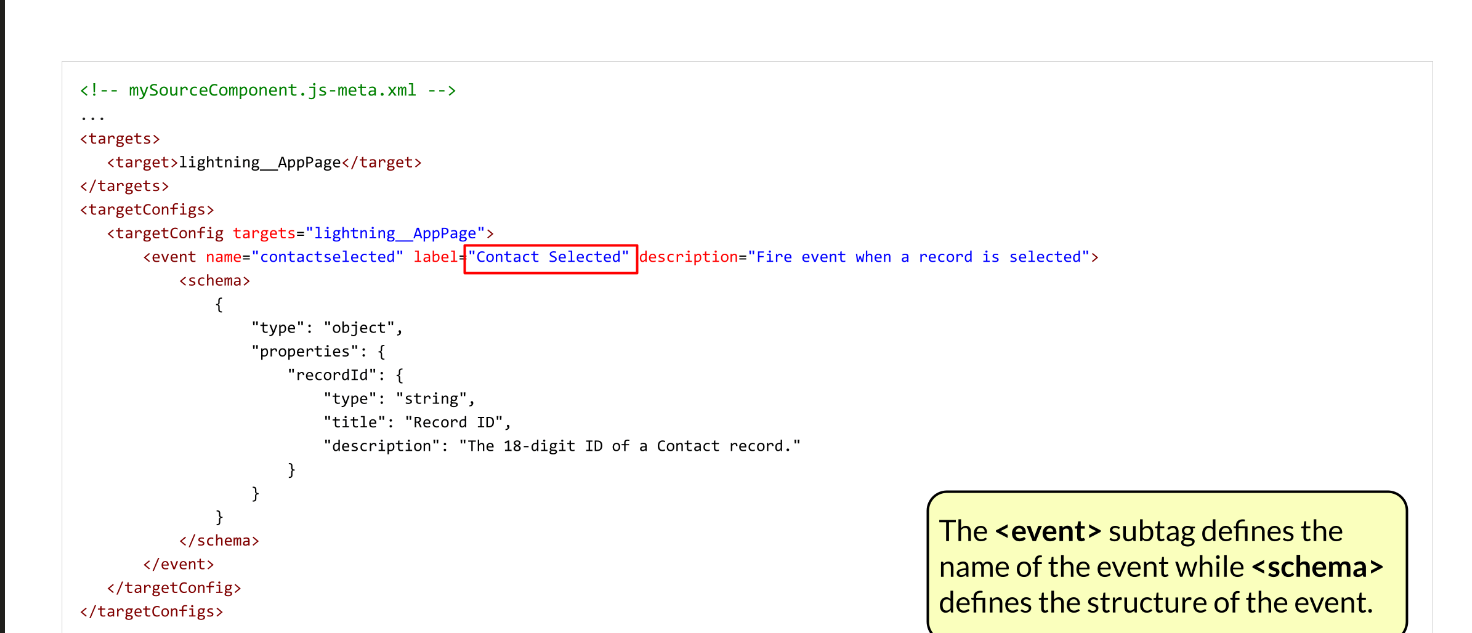 <!-- mySourceComponent.js-meta.xml -->
...
<targets>
<target>lightning__AppPage</target>
</targets>
<targetConfigs>
<targetConfig targets="lightning__AppPage">
<event name="contactselected" label="Contact Selected" description="Fire event when a record is selected">
<schema>
{
"type": "object",
"properties": {
"recordId": {
"type": "string",
"title": "Record ID",
"description": "The 18-digit ID of a Contact record."
}
}
}
</schema>
</event>
</targetConfig>
</targetConfigs>
The <event> subtag defines the
name of the event while <schema>
defines the structure of the event.